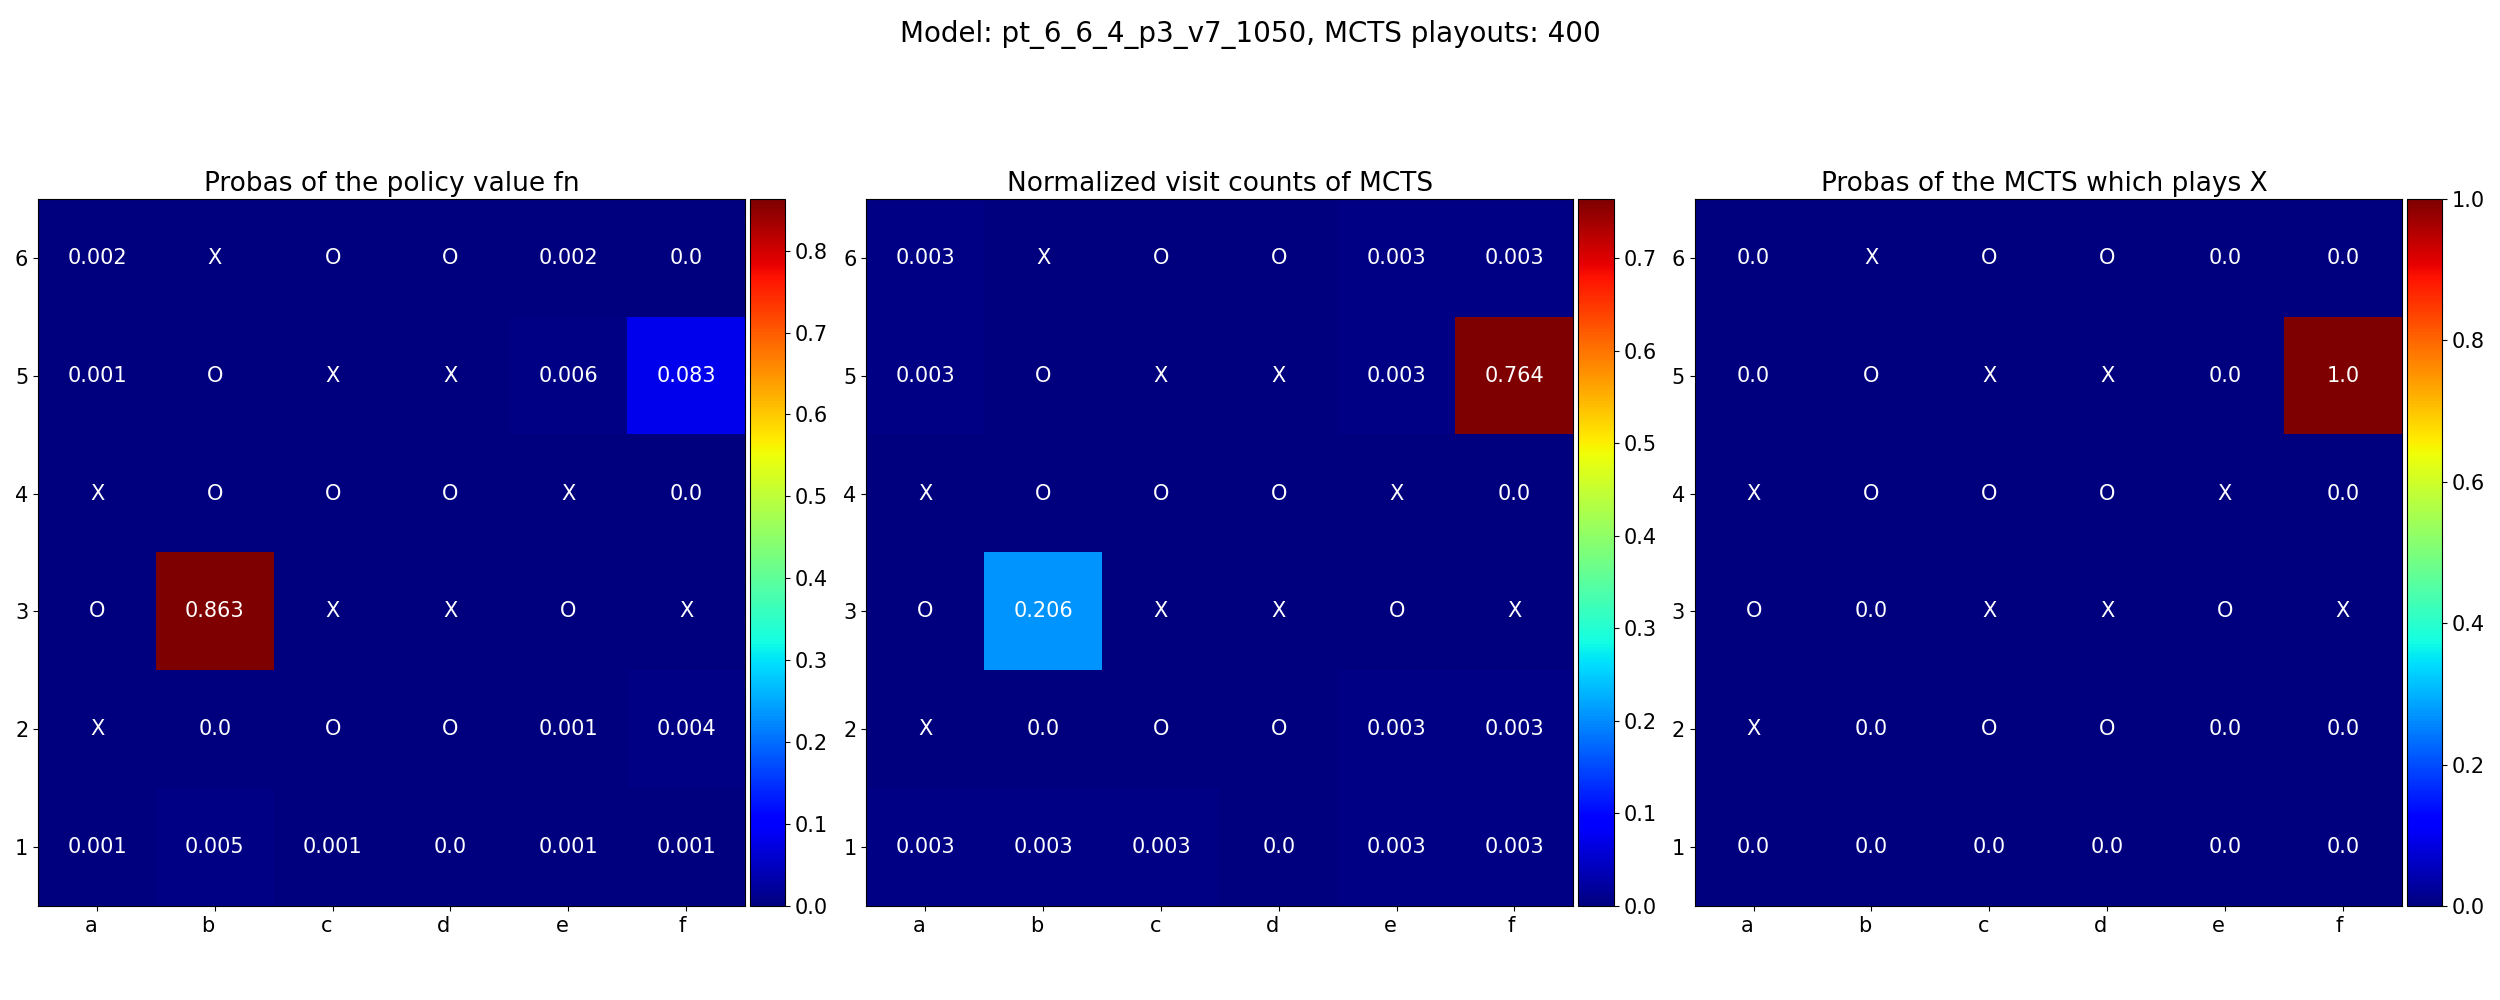 Model: pt_6_6_4_p3_v7_1050, MCTS playouts: 400
Probas of the policy value fn
6 0.002 X O O 0.002 0.0
5 0.001 O X X 0.006 0.083
4 X O O O X 0.0
3 O 0.863 X X O X
2 X 0.0 O O 0.001 0.004
1 0.001 0.005 0.001 0.0 0.001 0.001
a b c d e f
0.8
0.7
0.6
0.5
0.4
0.3
0.2
0.1
0.0
Normalized visit counts of MCTS
6 0.003 X O O 0.003 0.003
5 0.003 O X X 0.003 0.764
4 X O O O X 0.0
3 O 0.206 X X O X
2 X 0.0 O O 0.003 0.003
1 0.003 0.003 0.003 0.0 0.003 0.003
a b c d e f
0.7
0.6
0.5
0.4
0.3
0.2
0.1
0.0
Probas of the MCTS which plays X
6 0.0 X O O 0.0 0.0
5 0.0 O X X 0.0 1.0
4 X O O O X 0.0
3 O 0.0 X X O X
2 X 0.0 O O 0.0 0.0
1 0.0 0.0 0.0 0.0 0.0 0.0
a b c d e f
1.0
0.8
0.6
0.4
0.2
0.0